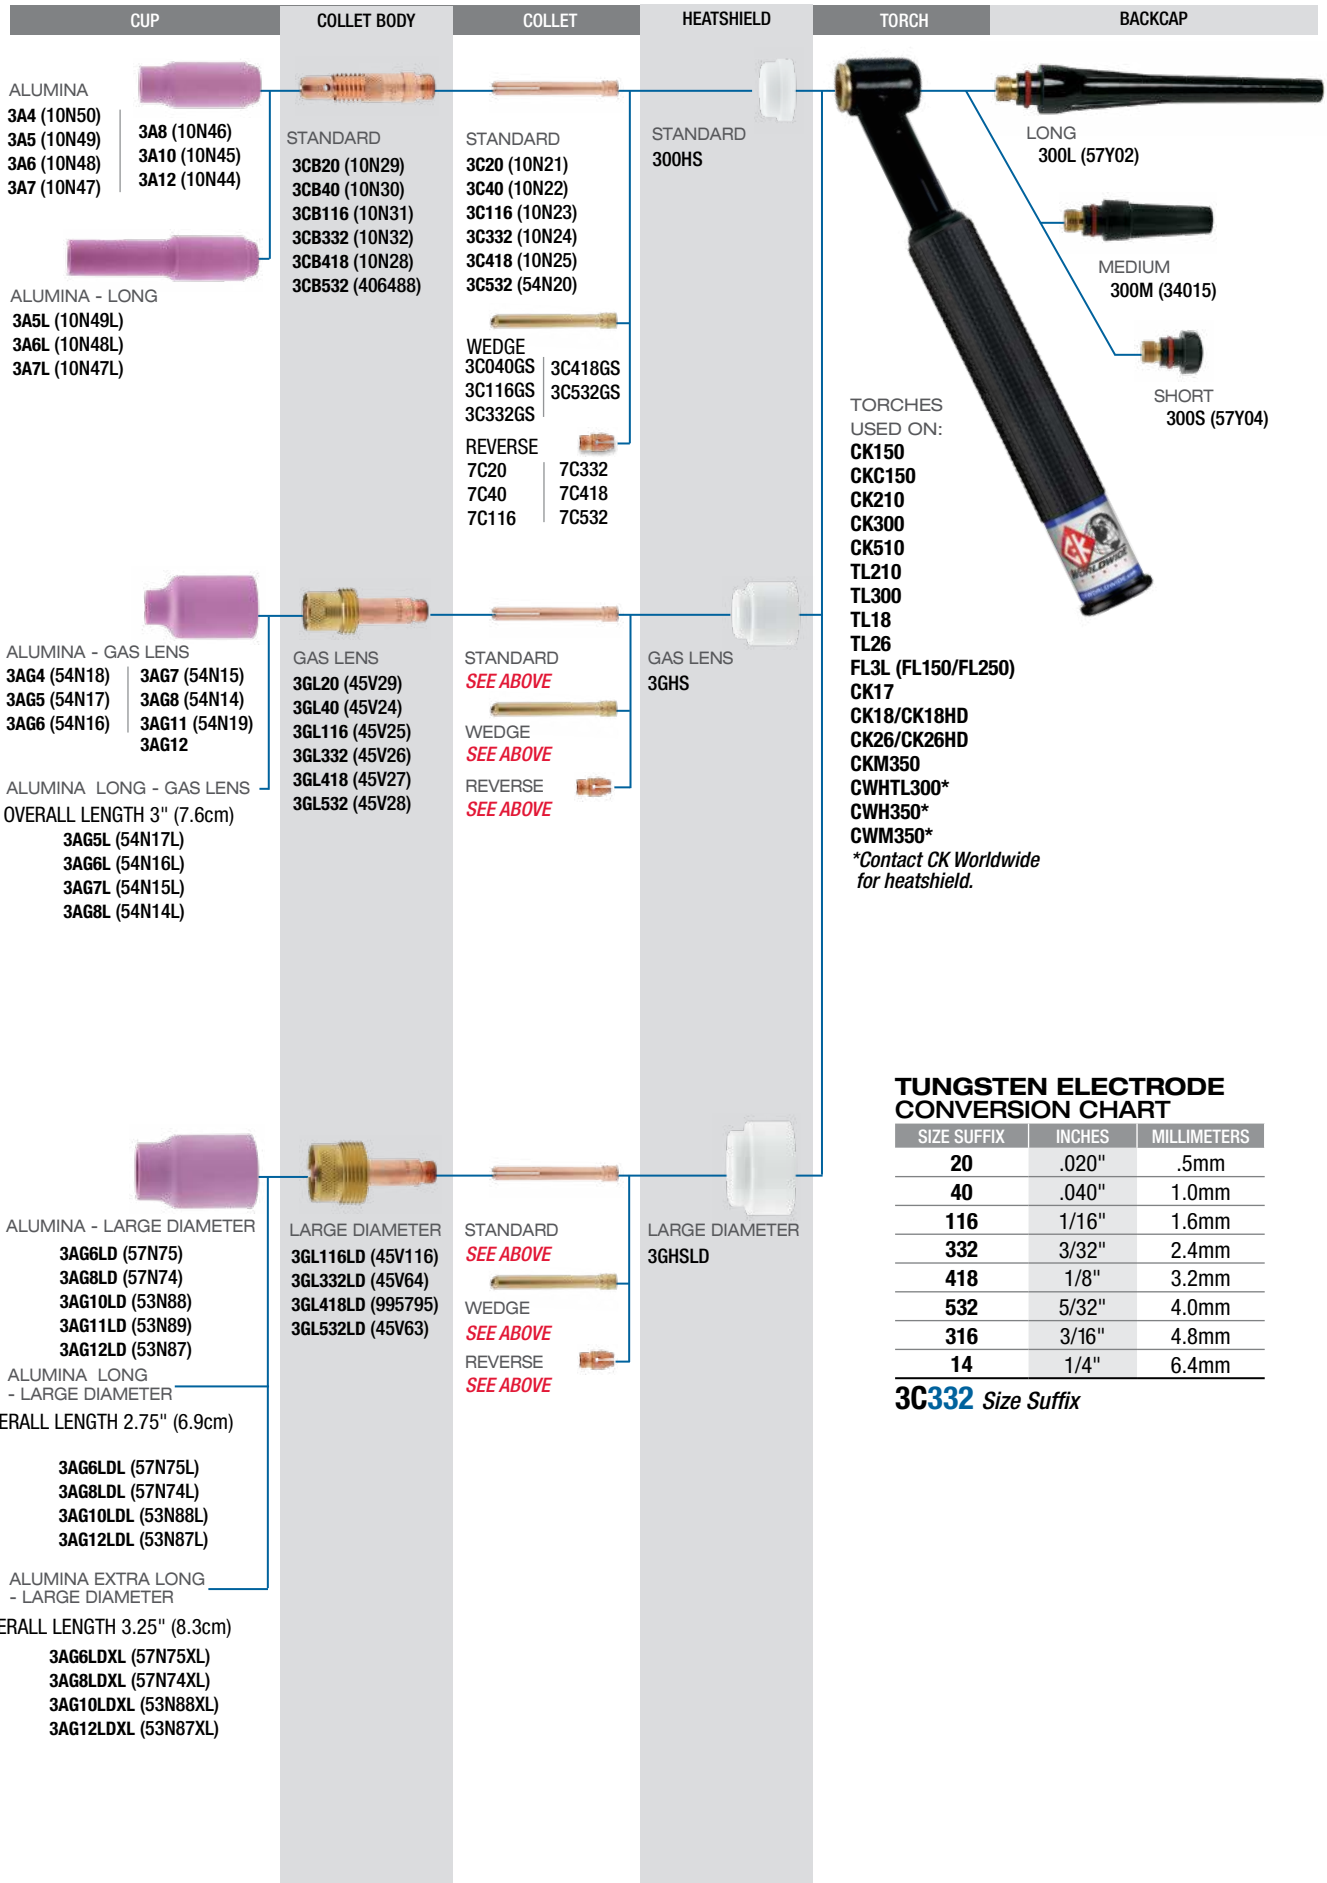 CUP
COLLET BODY
COLLET
HEATSHIELD
TORCH
BACKCAP
ALUMINA
3A4 (10N50)
3A5 (10N49)
3A6 (10N48)
3A7 (10N47)
3A8 (10N46)
3A10 (10N45)
3A12 (10N44)
ALUMINA - LONG
3A5L (10N49L)
3A6L (10N48L)
3A7L (10N47L)
STANDARD
3CB20 (10N29)
3CB40 (10N30)
3CB116 (10N31)
3CB332 (10N32)
3CB418 (10N28)
3CB532 (406488)
STANDARD
3C20 (10N21)
3C40 (10N22)
3C116 (10N23)
3C332 (10N24)
3C418 (10N25)
3C532 (54N20)
WEDGE
3C040GS
3C116GS
3C332GS
3C418GS
3C532GS
REVERSE
7C20
7C40
7C116
7C332
7C418
7C532
STANDARD
300HS
LONG
300L (57Y02)
MEDIUM
300M (34015)
SHORT
300S (57Y04)
TORCHES
USED ON:
CK150
CKC150
CK210
CK300
CK510
TL210
TL300
TL18
TL26
FL3L (FL150/FL250)
CK17
CK18/CK18HD
CK26/CK26HD
CKM350
CWHTL300*
CWH350*
CWM350*
*Contact CK Worldwide
for heatshield.
CK
WORLDWIDE
ALUMINA - GAS LENS
3AG4 (54N18)
3AG5 (54N17)
3AG6 (54N16)
3AG7 (54N15)
3AG8 (54N14)
3AG11 (54N19)
3AG12
ALUMINA LONG - GAS LENS
OVERALL LENGTH 3" (7.6cm)
3AG5L (54N17L)
3AG6L (54N16L)
3AG7L (54N15L)
3AG8L (54N14L)
GAS LENS
3GL20 (45V29)
3GL40 (45V24)
3GL116 (45V25)
3GL332 (45V26)
3GL418 (45V27)
3GL532 (45V28)
STANDARD
SEE ABOVE
WEDGE
SEE ABOVE
REVERSE
SEE ABOVE
GAS LENS
3GHS
ALUMINA - LARGE DIAMETER
3AG6LD (57N75)
3AG8LD (57N74)
3AG10LD (53N88)
3AG11LD (53N89)
3AG12LD (53N87)
ALUMINA LONG
- LARGE DIAMETER
ERALL LENGTH 2.75" (6.9cm)
3AG6LDL (57N75L)
3AG8LDL (57N74L)
3AG10LDL (53N88L)
3AG12LDL (53N87L)
ALUMINA EXTRA LONG
- LARGE DIAMETER
ERALL LENGTH 3.25" (8.3cm)
3AG6LDXL (57N75XL)
3AG8LDXL (57N74XL)
3AG10LDXL (53N88XL)
3AG12LDXL (53N87XL)
LARGE DIAMETER
3GL116LD (45V116)
3GL332LD (45V64)
3GL418LD (995795)
3GL532LD (45V63)
STANDARD
SEE ABOVE
WEDGE
SEE ABOVE
REVERSE
SEE ABOVE
LARGE DIAMETER
3GHSLD
TUNGSTEN ELECTRODE
CONVERSION CHART
SIZE SUFFIX INCHES MILLIMETERS
20 .020" .5mm
40 .040" 1.0mm
116 1/16" 1.6mm
332 3/32" 2.4mm
418 1/8" 3.2mm
532 5/32" 4.0mm
316 3/16" 4.8mm
14 1/4" 6.4mm
3C332 Size Suffix